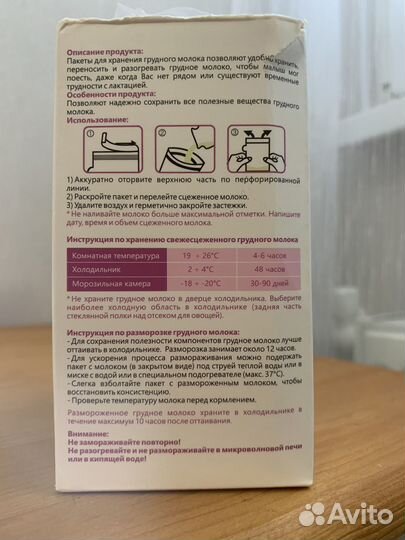 Описание продукта:
Пакеты для хранения грудного молока позволяют удобно хранить,
переносить и разогревать грудное молоко, чтобы малыш мог
поесть, даже когда Вас нет рядом или существуют временные
трудности с лактацией.
Особенности продукта:
Позволяют надежно сохранить все полезные вещества грудного
молока.
Использование:
1 2 3
1) Аккуратно оторвите верхнюю часть по перфорированной
линии.
2) Раскройте пакет и перелейте сцеженное молоко.
3) Удалите воздух и герметично закройте застежки.
* Не наливайте молоко больше максимальной отметки. Напишите
дату, время и объем сцеженного молока.
Инструкция по хранению свежесцеженного грудного молока
Комнатная температура 19 ÷ 26°C 4-6 часов
Холодильник 2 ÷ 4°C 48 часов
Морозильная камера -18 ÷ -20°C 30-90 дней
*Не храните грудное молоко в дверце холодильника. Выберите
наиболее холодную область в холодильнике (задняя часть
стеклянной полки над отсеком для овощей).
Инструкция по разморозке грудного молока:
- Для сохранения полезности компонентов грудное молоко лучше
оттаивать в холодильнике. Разморозка занимает около 12 часов.
- Для ускорения процесса размораживания можно подержать
пакет с молоком (в закрытом виде) под струей теплой воды или в
миске с водой или в специальном подогревателе (макс. 37°C).
- Слегка взболтайте пакет с размороженным молоком, чтобы
восстановить консистенцию.
- Проверьте температуру молока перед кормлением.
Размороженное грудное молоко храните в холодильнике в
течение максимум 10 часов после оттаивания.
Внимание:
Не замораживайте повторно!
Не разогревайте и не размораживайте в микроволновой печи
или в кипящей воде!
Avito